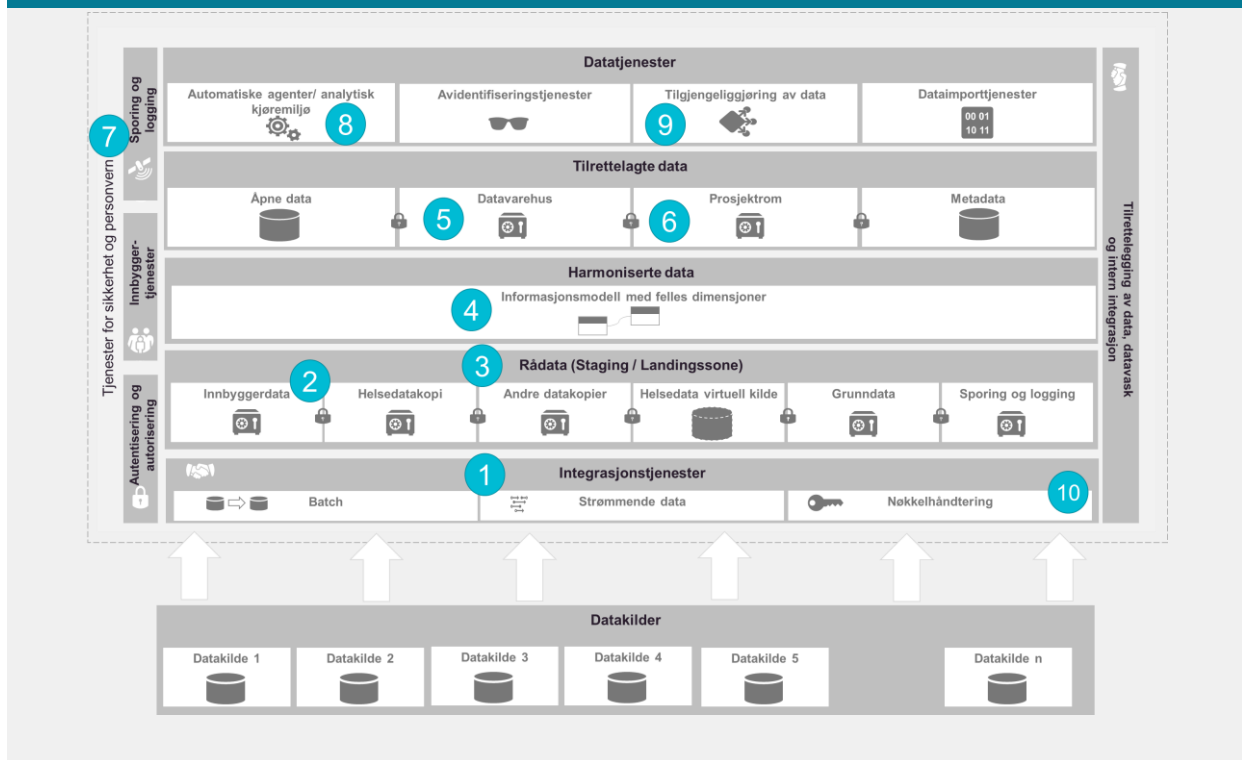 Datatjenester
Automatiske agenter/ analytisk
kjøremiljø
8
Avidentifiseringstjenester
Tilgjengeliggjøring av data
9
Dataimporttjenester
00 01
10 11
Tilrettelagte data
Åpne data
Datavarehus
5
Prosjektrom
6
Metadata
Harmoniserte data
Informasjonsmodell med felles dimensjoner
4
Rådata (Staging / Landingssone)
3
Innbyggerdata
2
Helsedatakopi
Andre datakopier
Helsedata virtuell kilde
Grunndata
Sporing og logging
Integrasjonstjenester
1
Batch
Strømmende data
Nøkkelhåndtering
10
Tjenester for sikkerhet og personvern
7
Sporing og
logging
Innbygger-
tjenester
Autentisering og
autorisering
Tilrettelegging av data, datavask
og intern integrasjon
Datakilder
Datakilde 1
Datakilde 2
Datakilde 3
Datakilde 4
Datakilde 5
Datakilde n